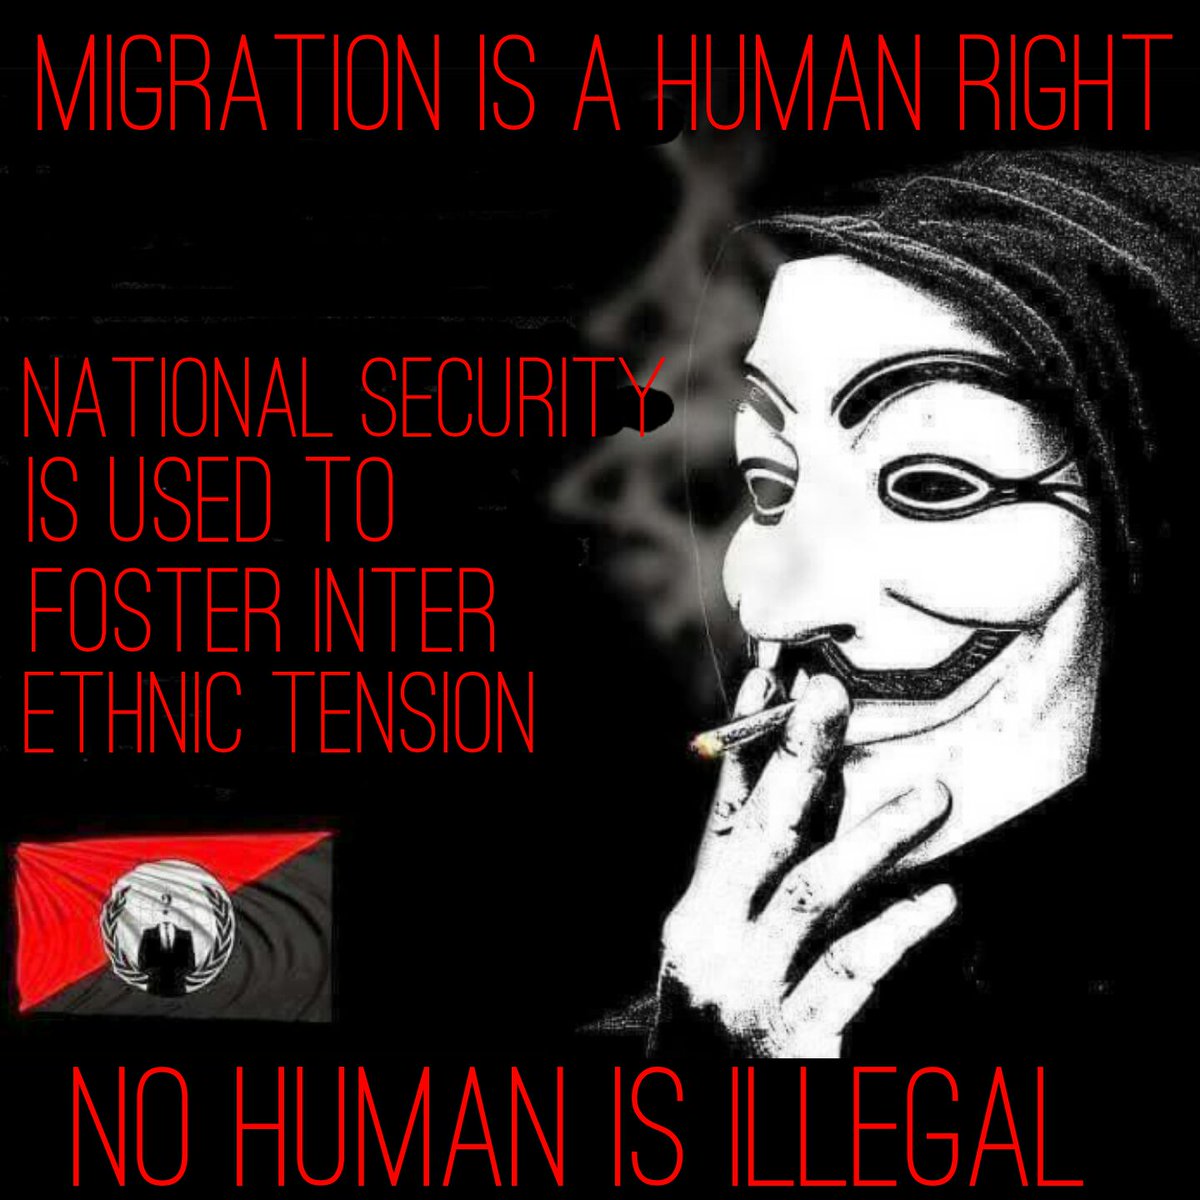 MIGRATION IS A HUMAN RIGHT
NATIONAL SECURITY
IS USED TO
FOSTER INTER
ETHNIC TENSION
NO HUMAN IS ILLEGAL